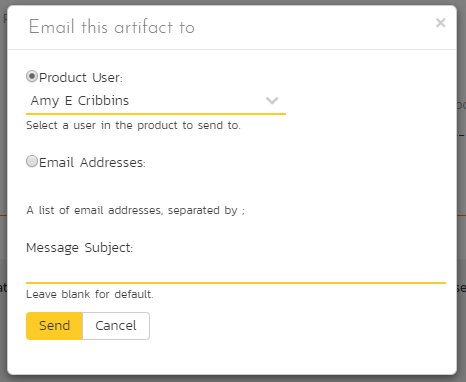 Email this artifact to
×
Product User:
Amy E Cribbins
Select a user in the product to send to.
Email Addresses:
A list of email addresses, separated by ;
Message Subject:
Leave blank for default.
Send Cancel